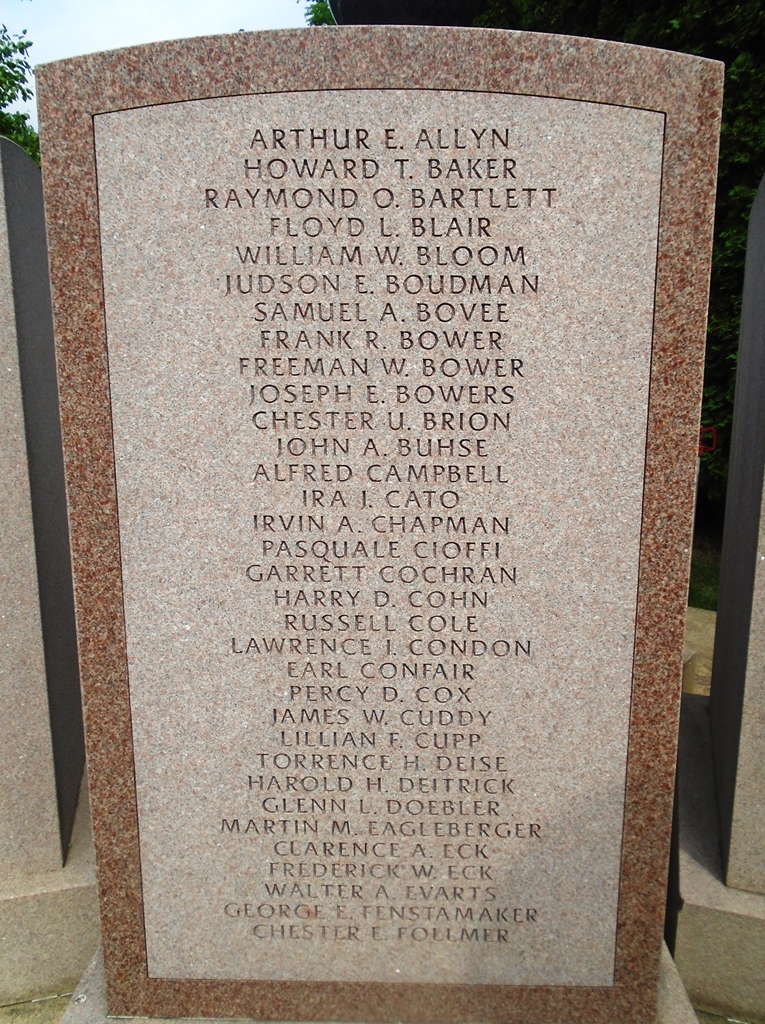 ARTHUR E. ALLYN
HOWARD T. BAKER
RAYMOND O. BARTLETT
FLOYD L. BLAIR
WILLIAM W. BLOOM
JUDSON E. BOUDMAN
SAMUEL A. BOVEE
FRANK R. BOWER
FREEMAN W. BOWER
JOSEPH E. BOWERS
CHESTER U. BRION
JOHN A. BUHSE
ALFRED CAMPBELL
IRA J. CATO
IRVIN A. CHAPMAN
PASQUALE CIOFFI
GARRETT COCHRAN
HARRY D. COHN
RUSSELL COLE
LAWRENCE J. CONDON
EARL CONFAIR
PERCY D. COX
JAMES W. CUDDY
LILLIAN F. CUPP
TORRENCE H. DEISE
HAROLD H. DEITRICK
GLENN L. DOEBLER
MARTIN M. EAGLEBERGER
CLARENCE A. ECK
FREDERICK W. ECK
WALTER A. EVARTS
GEORGE E. FENSTAMAKER
CHESTER E. FOLLMER